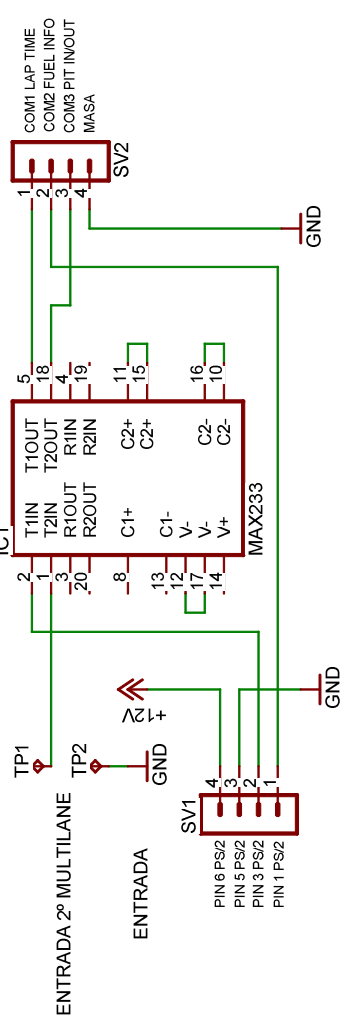 COM1 LAP TIME
COM2 FUEL INFO
COM3 PIT IN/OUT
MASA
SV2
1
2
3
4
GND
5
18
4
19
11
15
16
10
T1OUT
T2OUT
R1IN
R2IN
C2+
C2+
C2-
C2-
T1IN
T2IN
R1OUT
R2OUT
C1+
C1-
V-
V-
V+
IC1
MAX233
2
1
3
20
8
13
12
17
14
+12V
GND
TP1
TP2
GND
ENTRADA 2º MULTILANE
ENTRADA
SV1
4
3
2
1
PIN 6 PS/2
PIN 5 PS/2
PIN 3 PS/2
PIN 1 PS/2